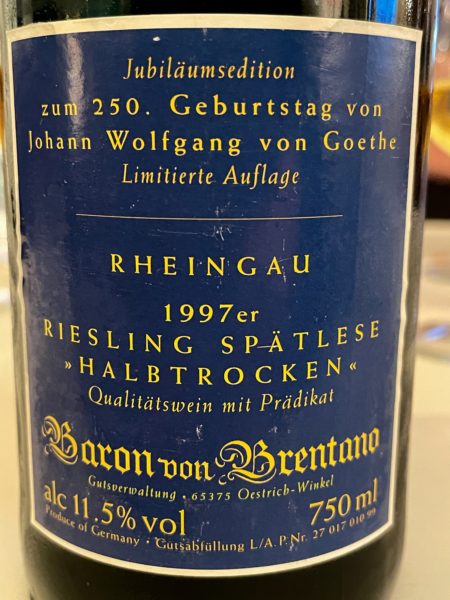 Jubiläumsedition
zum 250. Geburtstag von
Johann Wolfgang von Goethe
Limitierte Auflage
RHEINGAU
1997er
RIESLING SPÄTLESE
»HALBTROCKEN«
Qualitätswein mit Prädikat
Baron von Brentano
Gutsverwaltung · 65375 Oestrich-Winkel
alc 11.5% vol 750 ml
Produce of Germany · Gutsabfüllung L/A.P.Nr. 27 017 010 99